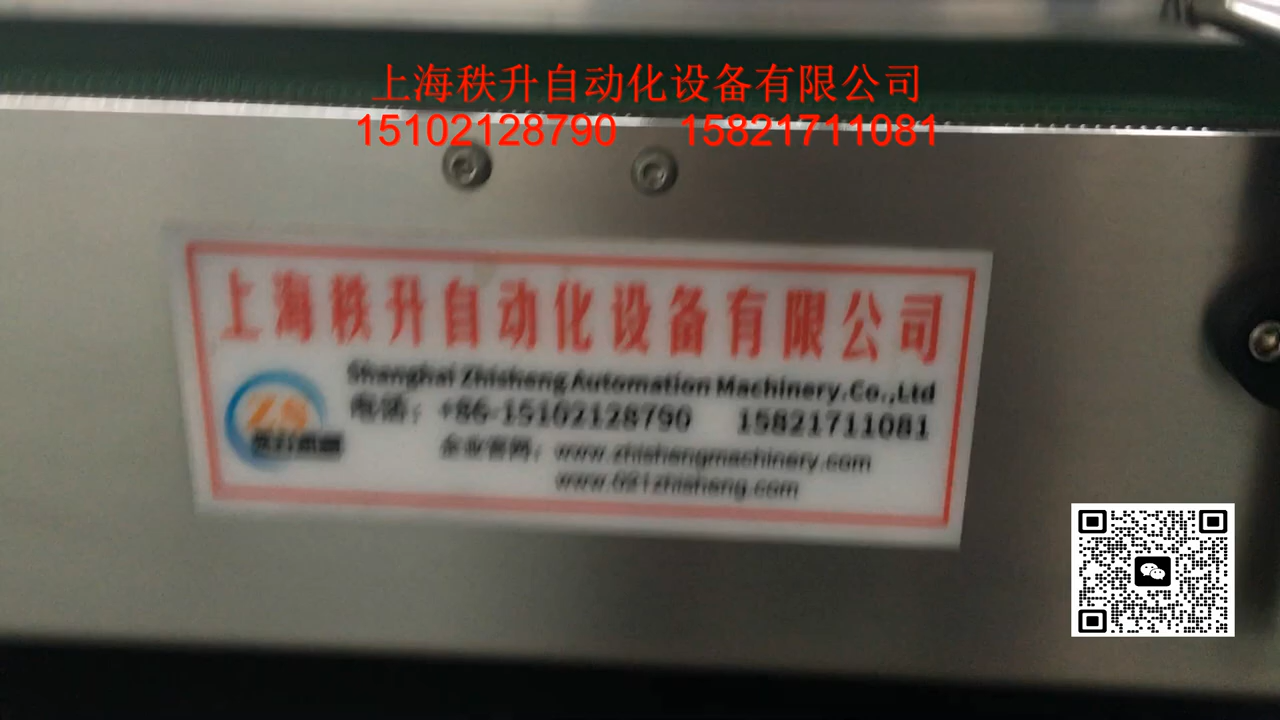 上海秩升自动化设备有限公司
15102128790 15821711081
上海秩升自动化设备有限公司
Shanghai Zhisheng Automation Machinery.Co.,Ltd
电话：+86-15102128790 15821711081
企业官网：www.zhishengmachinery.com
www.021zhisheng.com
ZS